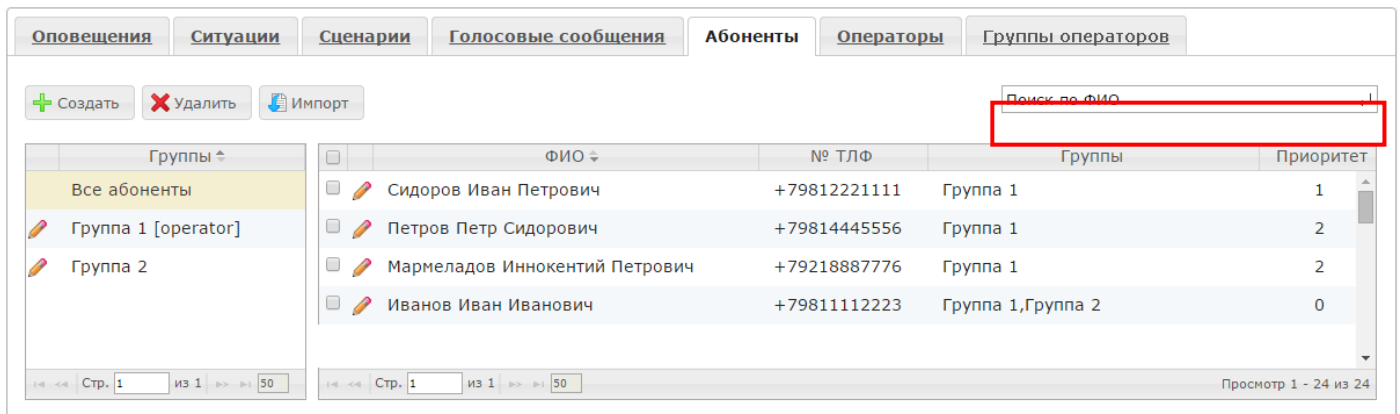 Оповещения Ситуации Сценарии Голосовые сообщения Абоненты Операторы Группы операторов
Создать Удалить Импорт Поиск по ФИО
Группы ФИО № ТЛФ Группы Приоритет
Все абоненты Сидоров Иван Петрович +79812221111 Группа 1 1
Группа 1 [operator] Петров Петр Сидорович +79814445556 Группа 1 2
Группа 2 Мармеладов Иннокентий Петрович +79218887776 Группа 1 2
Иванов Иван Иванович +79811112223 Группа 1,Группа 2 0
Стр. 1 из 1 50 Стр. 1 из 1 50 Просмотр 1 - 24 из 24